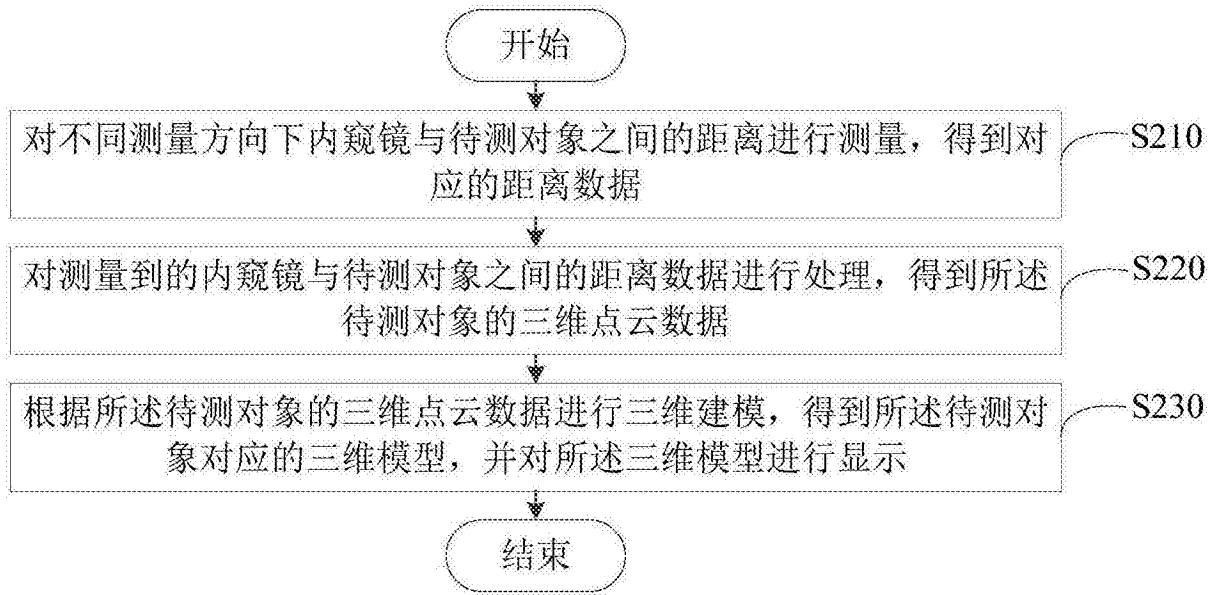 开始
对不同测量方向下内窥镜与待测对象之间的距离进行测量，得到对
应的距离数据
S210
对测量到的内窥镜与待测对象之间的距离数据进行处理，得到所述
待测对象的三维点云数据
S220
根据所述待测对象的三维点云数据进行三维建模，得到所述待测对
象对应的三维模型，并对所述三维模型进行显示
S230
结束